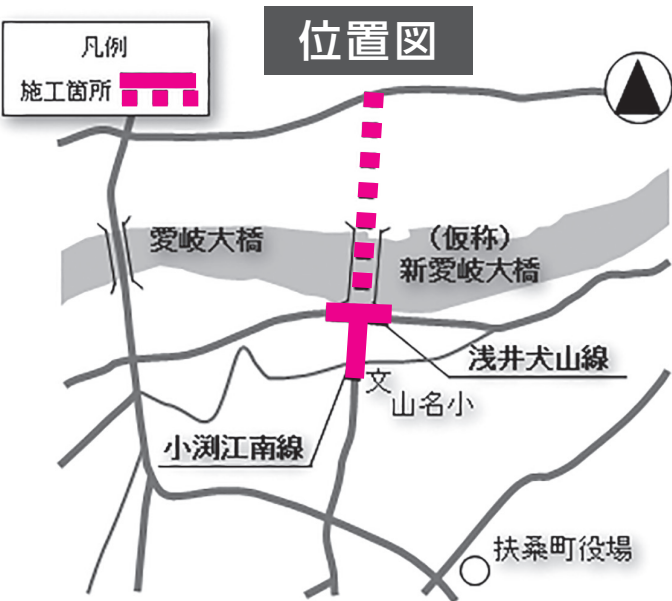 位置図
凡例
施工箇所
愛岐大橋
(仮称)
新愛岐大橋
浅井犬山線
文
山名小
小渕江南線
扶桑町役場